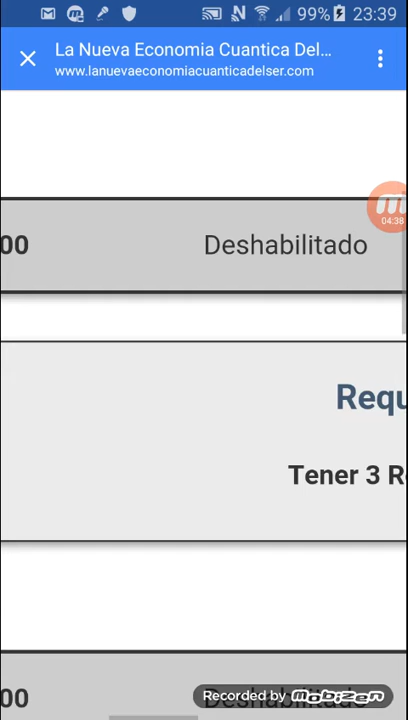 99% 23:39
La Nueva Economia Cuantica Del...
www.lanuevaeconomiacuanticadelser.com
04:38
00 Deshabilitado
Requ
Tener 3 R
00
Recorded by mobizen